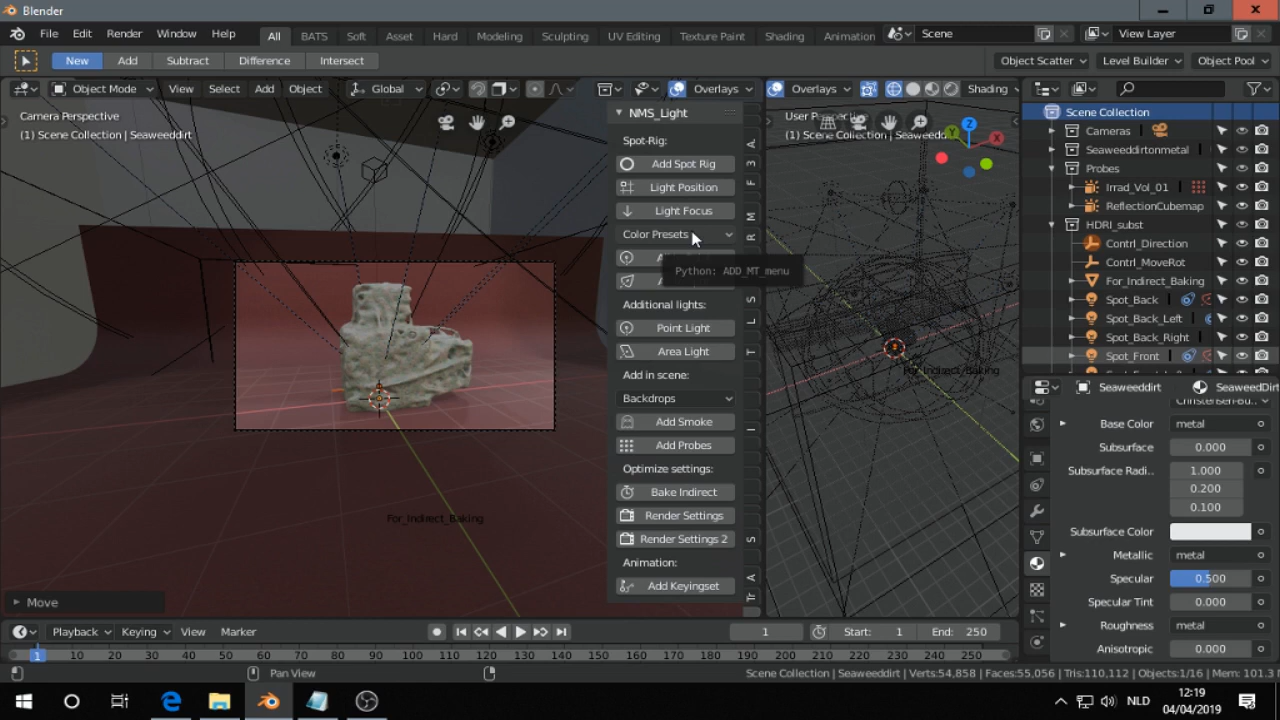 Blender
File Edit Render Window Help
All BATS Soft Asset Hard Modeling Sculpting UV Editing Texture Paint Shading Animation
Scene View Layer
New Add Subtract Difference Intersect
Object Scatter Level Builder Object Pool
Object Mode View Select Add Object Global Overlays
Overlays Shading
Camera Perspective
(1) Scene Collection | Seaweeddirt
User Perspective
(1) Scene Collection | Seaweeddirt
NMS_Light
Spot-Rig:
Add Spot Rig
Light Position
Light Focus
Color Presets
Python: ADD_MT_menu
Additional lights:
Point Light
Area Light
Add in scene:
Backdrops
Add Smoke
Add Probes
Optimize settings:
Bake Indirect
Render Settings
Render Settings 2
Animation:
Add Keyingset
For_Indirect_Baking
For_Indirect_Baking
Move
Scene Collection
Cameras
Seaweeddirtonmetal
Probes
Irrad_Vol_01
ReflectionCubemap
HDRI_subst
Contrl_Direction
Contrl_MoveRot
For_Indirect_Baking
Spot_Back
Spot_Back_Left
Spot_Back_Right
Spot_Front
Seaweeddirt SeaweedDirt
Christensen-Bu..
Base Color metal
Subsurface 0.000
Subsurface Radi.. 1.000
0.200
0.100
Subsurface Color
Metallic metal
Specular 0.500
Specular Tint 0.000
Roughness metal
Anisotropic 0.000
Playback Keying View Marker
1 Start: 1 End: 250
1 10 20 30 40 50 60 70 80 90 100 110 120 130 140 150 160 170 180 190 200 210 220 230 240 250
Pan View
Scene Collection | Seaweeddirt | Verts:54,858 | Faces:55,056 | Tris:110,112 | Objects:1/16 | Mem: 101.3
NLD
12:19
04/04/2019